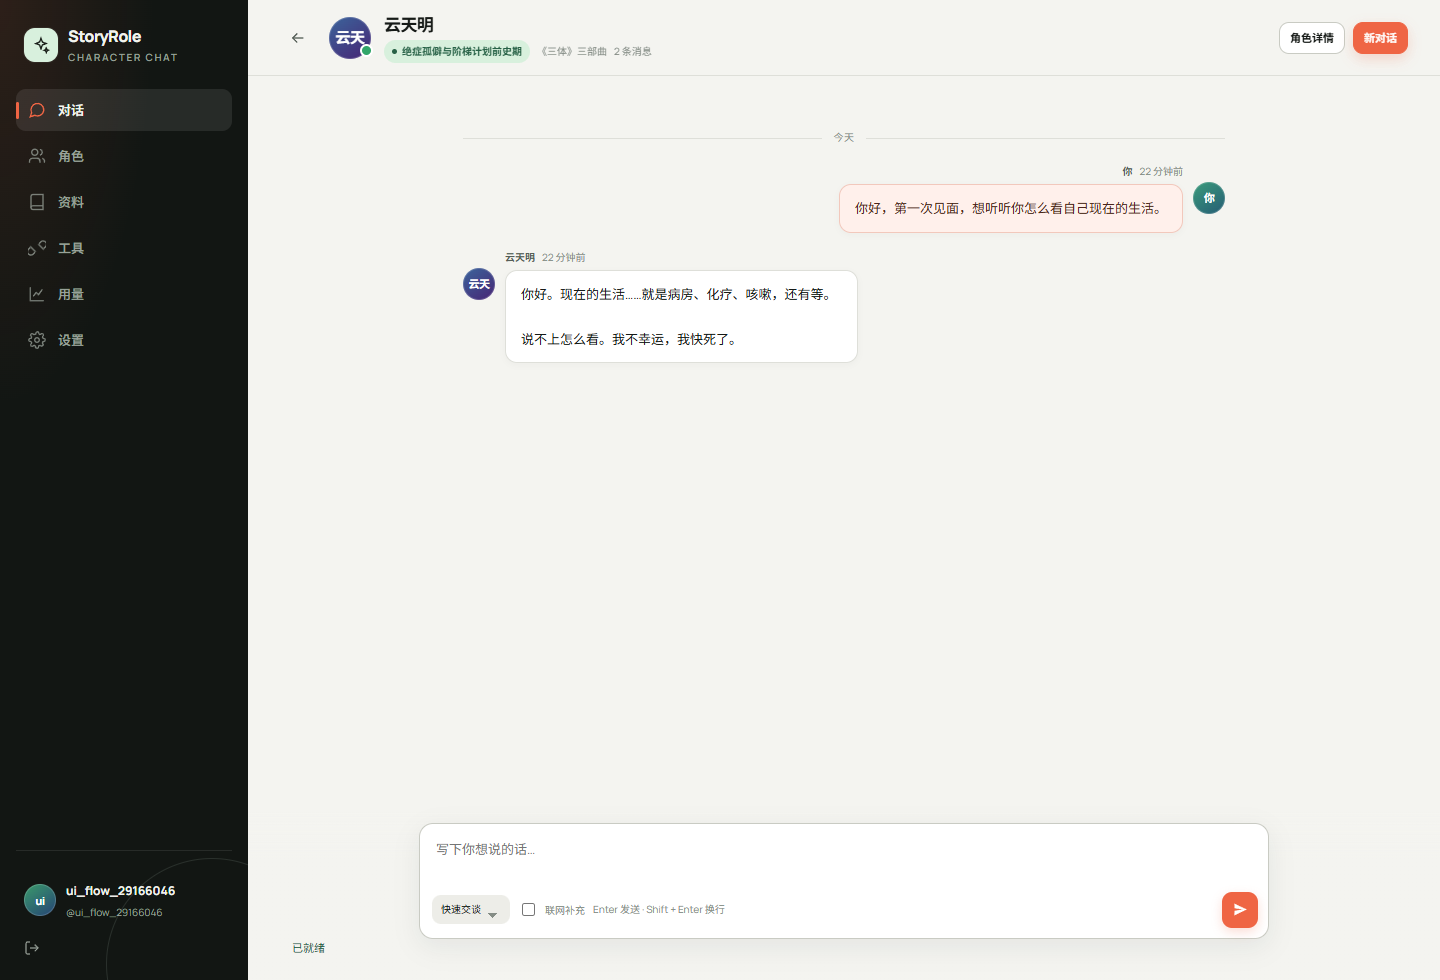 StoryRole
CHARACTER CHAT
对话
角色
资料
工具
用量
设置
ui
ui_flow_29166046
@ui_flow_29166046
云天
云天明
绝症孤僻与阶梯计划前史期
《三体》三部曲 2 条消息
角色详情
新对话
今天
你 22 分钟前
你好，第一次见面，想听听你怎么看自己现在的生活。
你
云天明 22 分钟前
云天
你好。现在的生活……就是病房、化疗、咳嗽，还有等。
说不上怎么看。我不幸运，我快死了。
写下你想说的话...
快速交谈
联网补充
Enter 发送 · Shift + Enter 换行
已就绪